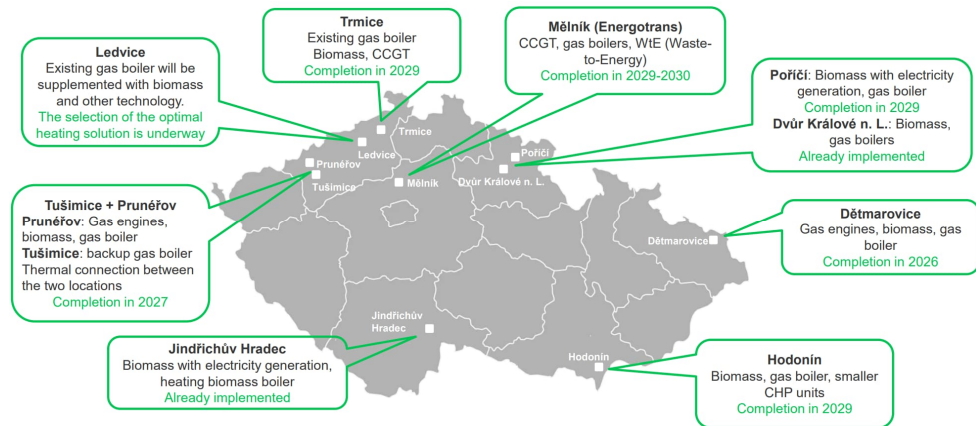 Ledvice
Existing gas boiler will be
supplemented with biomass
and other technology.
The selection of the optimal
heating solution is underway
Trmice
Existing gas boiler
Biomass, CCGT
Completion in 2029
Mělník (Energotrans)
CCGT, gas boilers, WtE (Waste-
to-Energy)
Completion in 2029-2030
Poříčí: Biomass with electricity
generation, gas boiler
Completion in 2029
Dvůr Králové n. L.: Biomass,
gas boilers
Already implemented
Trmice
Ledvice
Prunéřov
Tušimice
Mělník
Poříčí
Dvůr Králové n. L.
Tušimice + Prunéřov
Prunéřov: Gas engines,
biomass, gas boiler
Tušimice: backup gas boiler
Thermal connection between
the two locations
Completion in 2027
Dětmarovice
Dětmarovice
Gas engines, biomass, gas
boiler
Completion in 2026
Jindřichův
Hradec
Jindřichův Hradec
Biomass with electricity generation,
heating biomass boiler
Already implemented
Hodonín
Hodonín
Biomass, gas boiler, smaller
CHP units
Completion in 2029